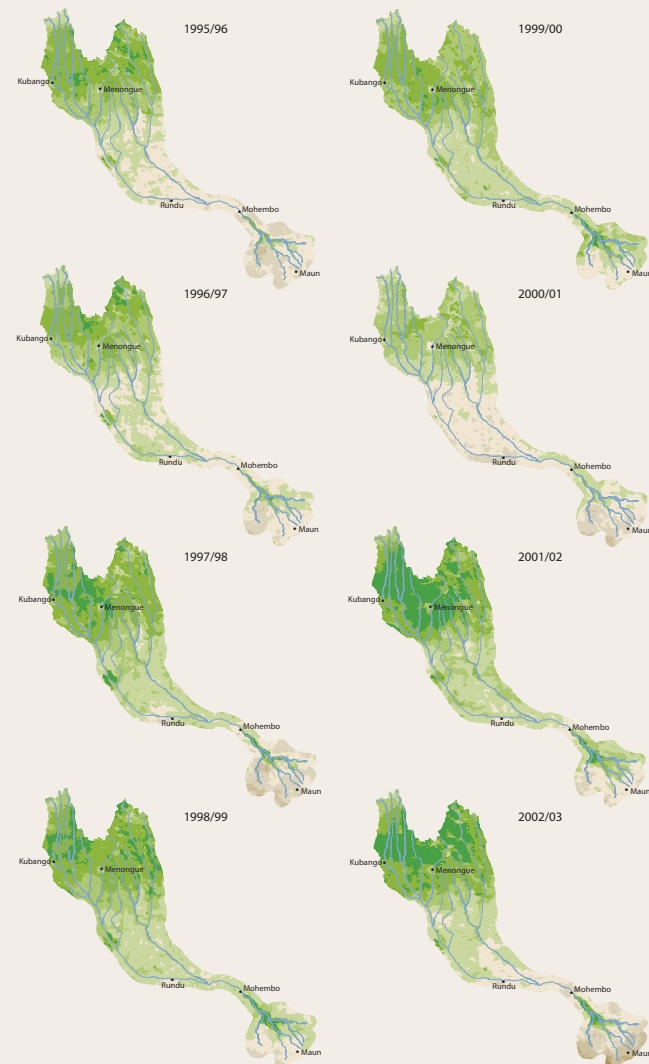 1995/96
Kubango
Menongue
Rundu
Mohembo
Maun
1999/00
Kubango
Menongue
Rundu
Mohembo
Maun
1996/97
Kubango
Menongue
Rundu
Mohembo
Maun
2000/01
Kubango
Menongue
Rundu
Mohembo
Maun
1997/98
Kubango
Menongue
Rundu
Mohembo
Maun
2001/02
Kubango
Menongue
Rundu
Mohembo
Maun
1998/99
Kubango
Menongue
Rundu
Mohembo
Maun
2002/03
Kubango
Menongue
Rundu
Mohembo
Maun